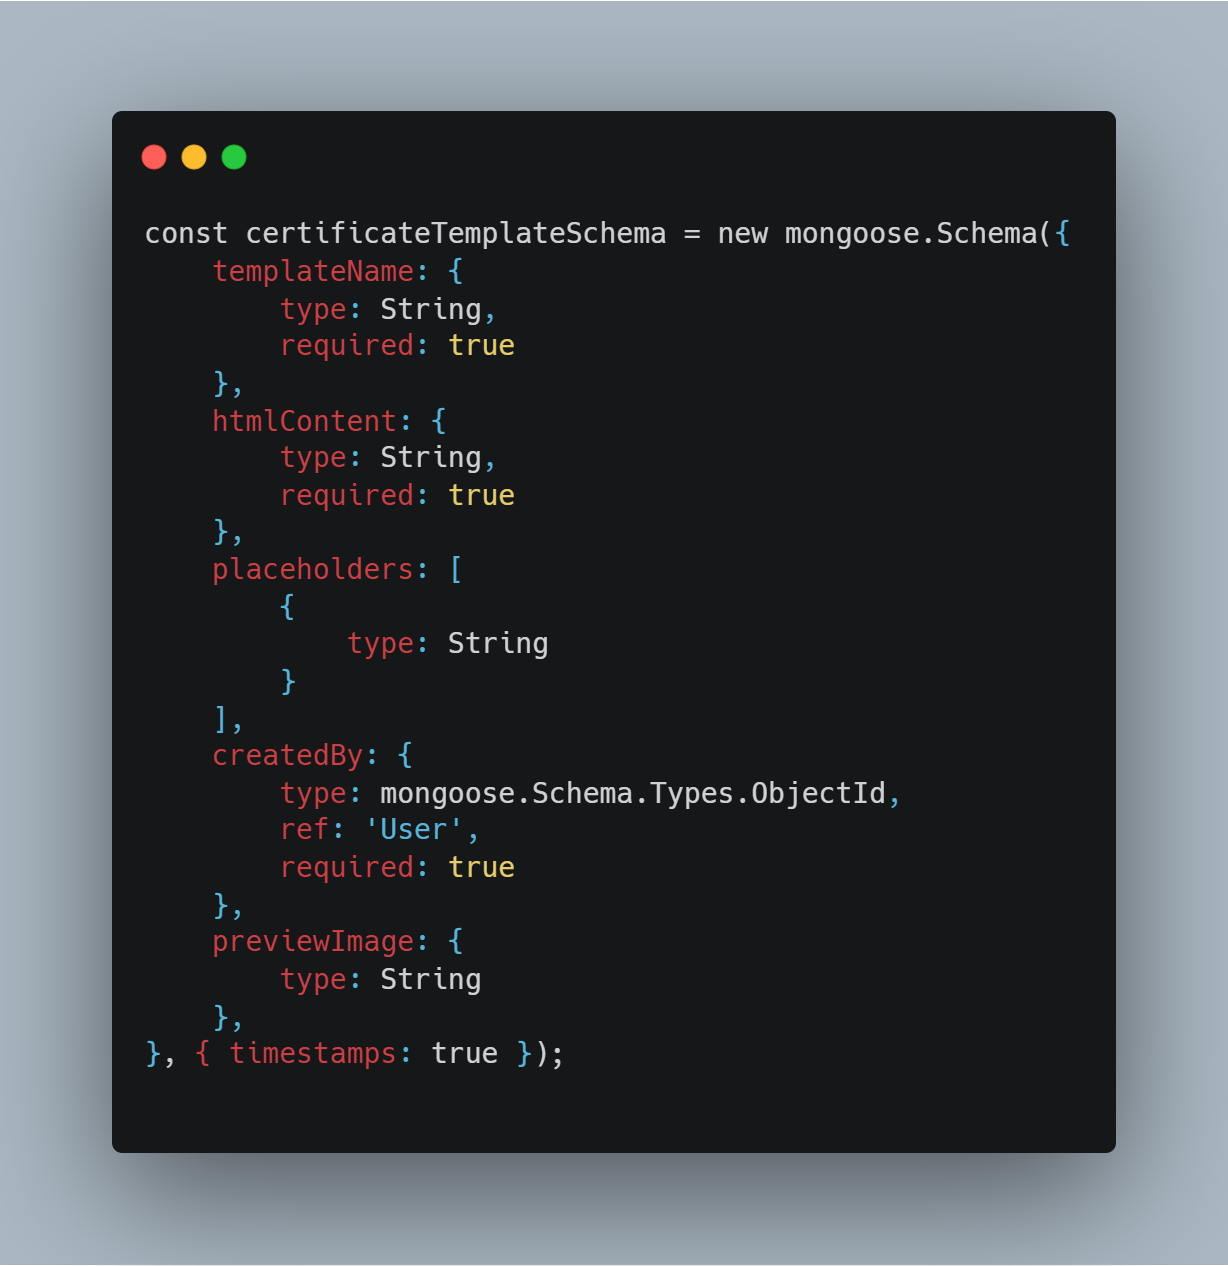 const certificateTemplateSchema = new mongoose.Schema({
    templateName: {
        type: String,
        required: true
    },
    htmlContent: {
        type: String,
        required: true
    },
    placeholders: [
        {
            type: String
        }
    ],
    createdBy: {
        type: mongoose.Schema.Types.ObjectId,
        ref: 'User',
        required: true
    },
    previewImage: {
        type: String
    },
}, { timestamps: true });